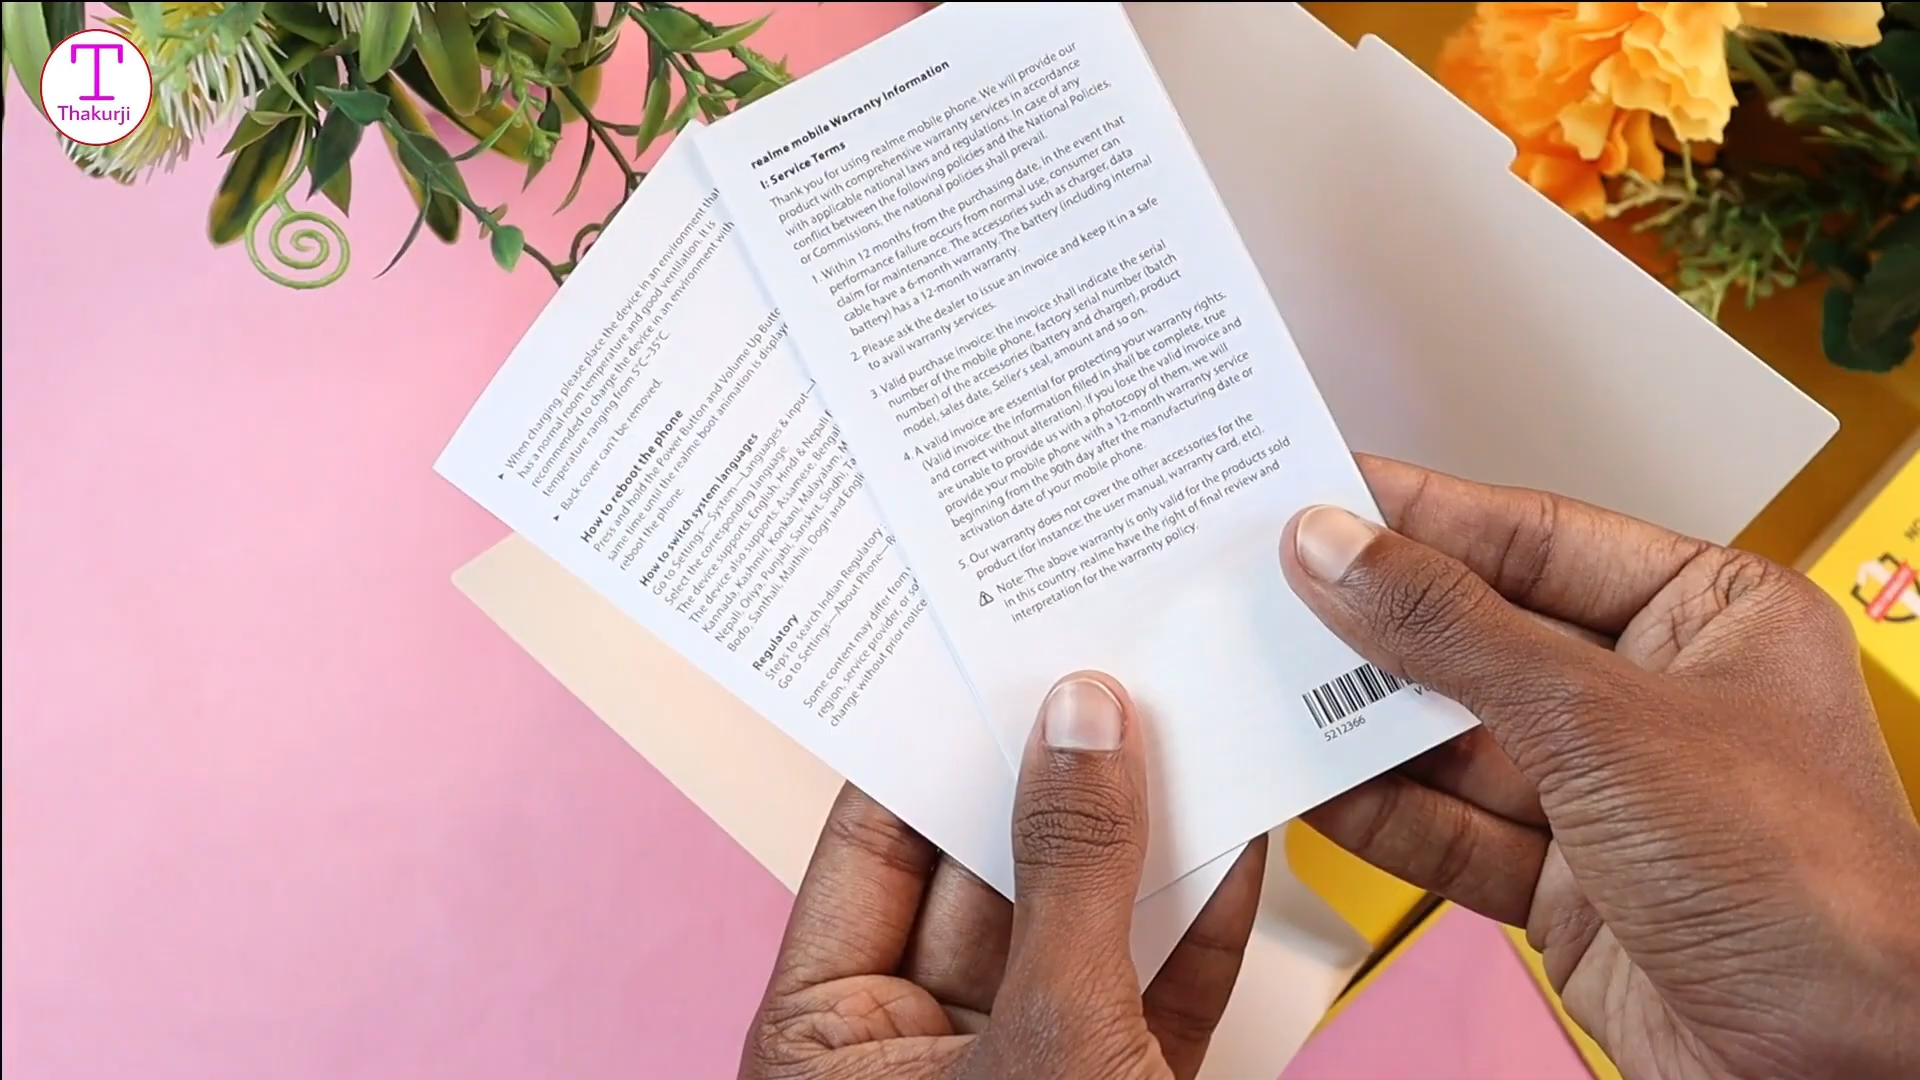 T
Thakurji
When charging, please place the device in an environment that
has a normal room temperature and good ventilation. It is
recommended to charge the device in an environment with
temperature ranging from 5°C~35°C.
Back cover can't be removed.
How to reboot the phone
Press and hold the Power Button and Volume Up
same time until the realme boot animation is
reboot the phone.
How to switch system languages
Go to Settings—System—Languages & input—
Select the corresponding language
The device supports: English, Hindi & Nepali
The device also supports: Assamese,
Kannada, Kashmiri, Konkani, Malayalam,
Nepali, Oriya, Punjabi, Sanskrit, Sindhi,
Bodo, Santhali, Maithili, Dogri and
Regulatory
Steps to search Indian Regulatory
Go to Settings—About Phone—
Some content may differ from
region, service provider, or
change without prior notice
realme mobile Warranty information
I: Service Terms
Thank you for using realme mobile phone. We will provide our
product with comprehensive warranty services in accordance
with applicable national laws and regulations. In case of any
conflict between the following policies and the National Policies,
or Commissions, the national policies shall prevail.
1. Within 12 months from the purchasing date, in the event that
performance failure occurs from normal use, consumer can
claim for maintenance. The accessories such as charger, data
cable have a 6-month warranty. The battery (including internal
battery) has a 12-month warranty.
2. Please ask the dealer to issue an invoice and keep it in a safe
to avail warranty services.
3. Valid purchase invoice: the invoice shall indicate the serial
number of the mobile phone, factory serial number (batch
number) of the accessories (battery and charger), product
model, sales date, Seller's seal, amount and so on.
4. A valid invoice are essential for protecting your warranty rights.
(Valid invoice: the information filled in shall be complete, true
and correct without alteration). If you lose the valid invoice and
are unable to provide us with a photocopy of them, we will
provide your mobile phone with a 12-month warranty service
beginning from the 90th day after the manufacturing date or
activation date of your mobile phone.
5. Our warranty does not cover the other accessories for the
product (for instance: the user manual, warranty card, etc).
Note: The above warranty is only valid for the products sold
in this country. realme have the right of final review and
interpretation for the warranty policy.
5212366